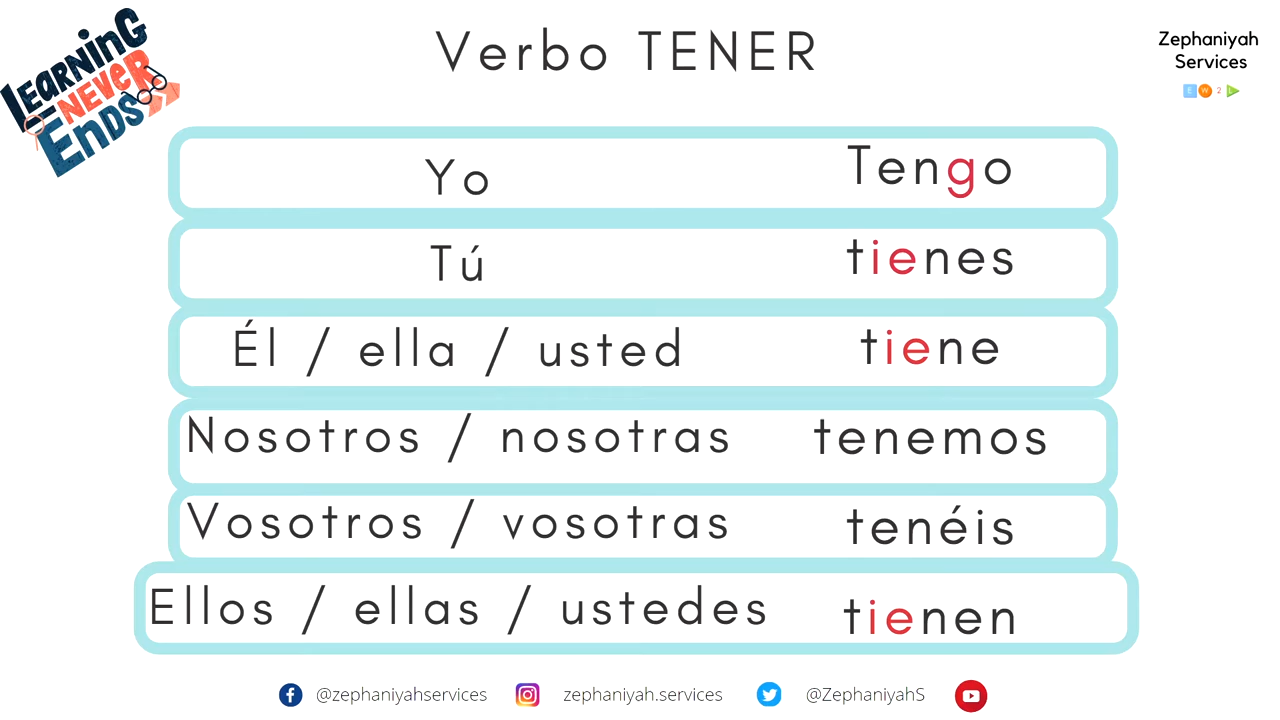 LEARNING
NEVER
ENDS
Verbo TENER
Zephaniyah
Services
E W 2
Yo Tengo
Tú tienes
Él / ella / usted tiene
Nosotros / nosotras tenemos
Vosotros / vosotras tenéis
Ellos / ellas / ustedes tienen
@zephaniyahservices zephaniyah.services @ZephaniyahS